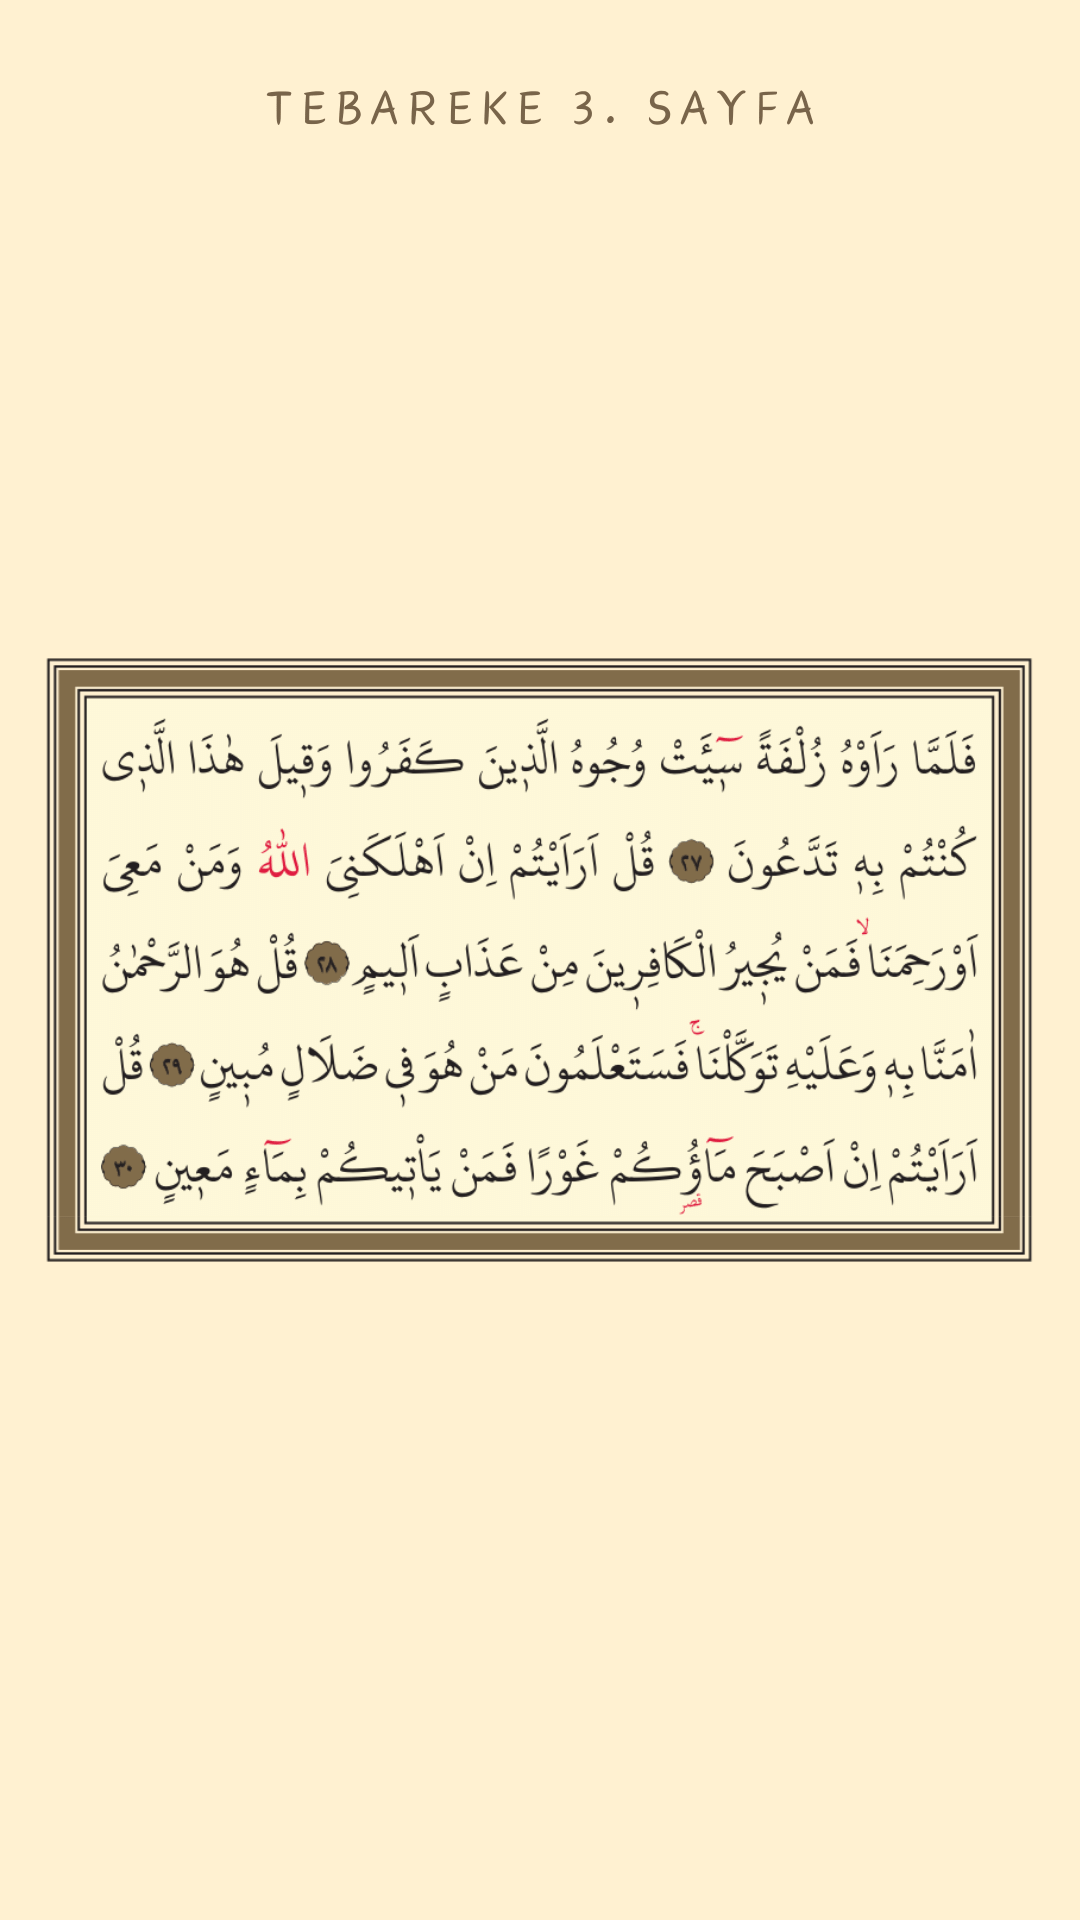 TEBAREKE 3. SAYFA
فَلَمَّا رَاَوْهُ زُلْفَةً سٖٓيـَٔتْ وُجُوهُ الَّذٖينَ كَفَرُوا وَقٖيلَ هٰذَا الَّذٖى
كُنْتُمْ بِهٖ تَدَّعُونَ ٢٧ قُلْ اَرَاَيْتُمْ اِنْ اَهْلَكَنِىَ اللّٰهُ وَمَنْ مَعِىَ
اَوْ رَحِمَنَاۙ فَمَنْ يُجٖيرُ الْكَافِرٖينَ مِنْ عَذَابٍ اَلٖيمٍ ٢٨ قُلْ هُوَ الرَّحْمٰنُ
اٰمَنَّا بِهٖ وَعَلَيْهِ تَوَكَّلْنَاۚ فَسَتَعْلَمُونَ مَنْ هُوَ فٖى ضَلَالٍ مُبٖينٍ ٢٩ قُلْ
اَرَاَيْتُمْ اِنْ اَصْبَحَ مَٓاؤُ۬كُمْ غَوْرًا فَمَنْ يَاْتٖيكُمْ بِمَٓاءٍ مَعٖينٍ ٣٠
قصر